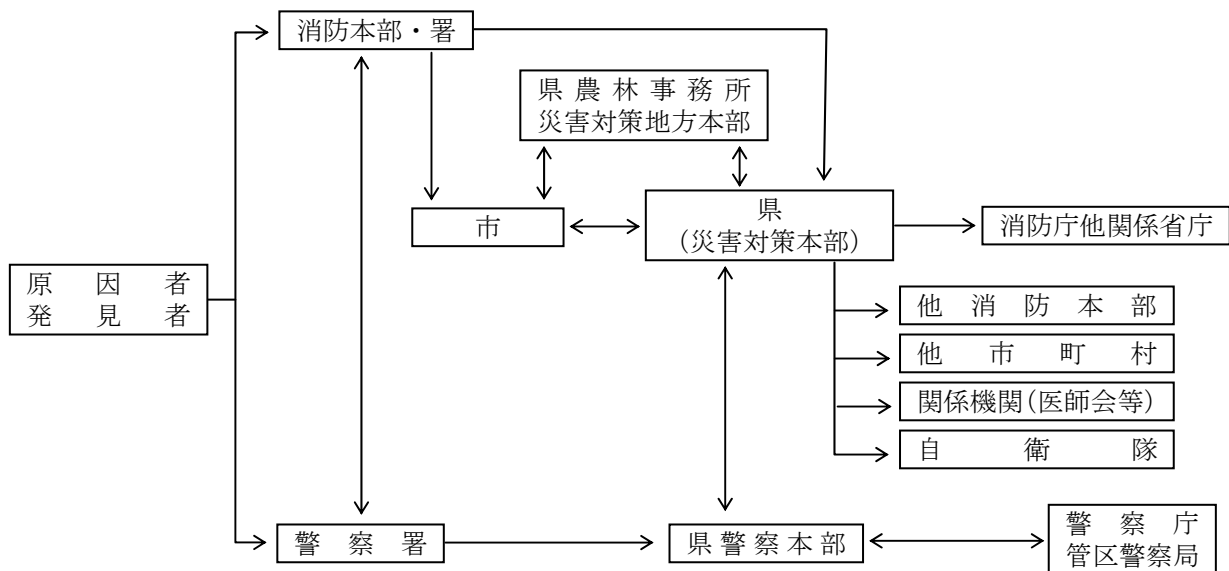 消防本部・署
県農林事務所
災害対策地方本部
市
県
(災害対策本部)
消防庁他関係省庁
原因者
発見者
他消防本部
他市町村
関係機関(医師会等)
自衛隊
警察署
県警察本部
警察庁
管区警察局